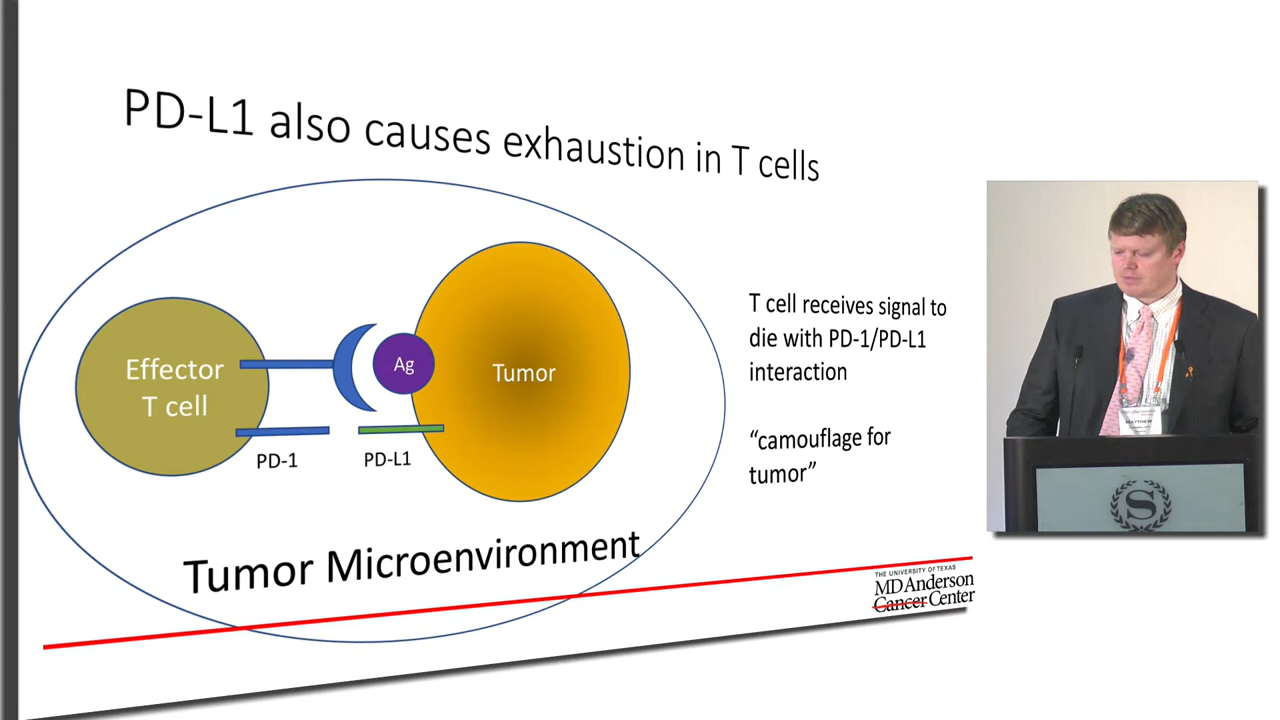 PD-L1 also causes exhaustion in T cells
Effector
T cell
Ag
Tumor
PD-1
PD-L1
T cell receives signal to
die with PD-1/PD-L1
interaction
“camouflage for
tumor”
Tumor Microenvironment
THE UNIVERSITY OF TEXAS
MD Anderson
Cancer Center
MATTHEW
S